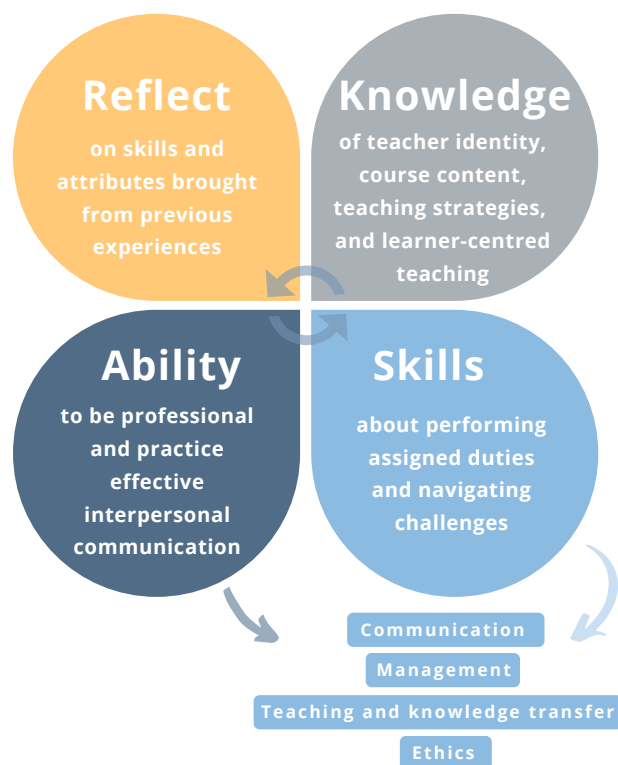 Reflect
on skills and
attributes brought
from previous
experiences
Knowledge
of teacher identity,
course content,
teaching strategies,
and learner-centred
teaching
Ability
to be professional
and practice
effective
interpersonal
communication
Skills
about performing
assigned duties
and navigating
challenges
Communication
Management
Teaching and knowledge transfer
Ethics